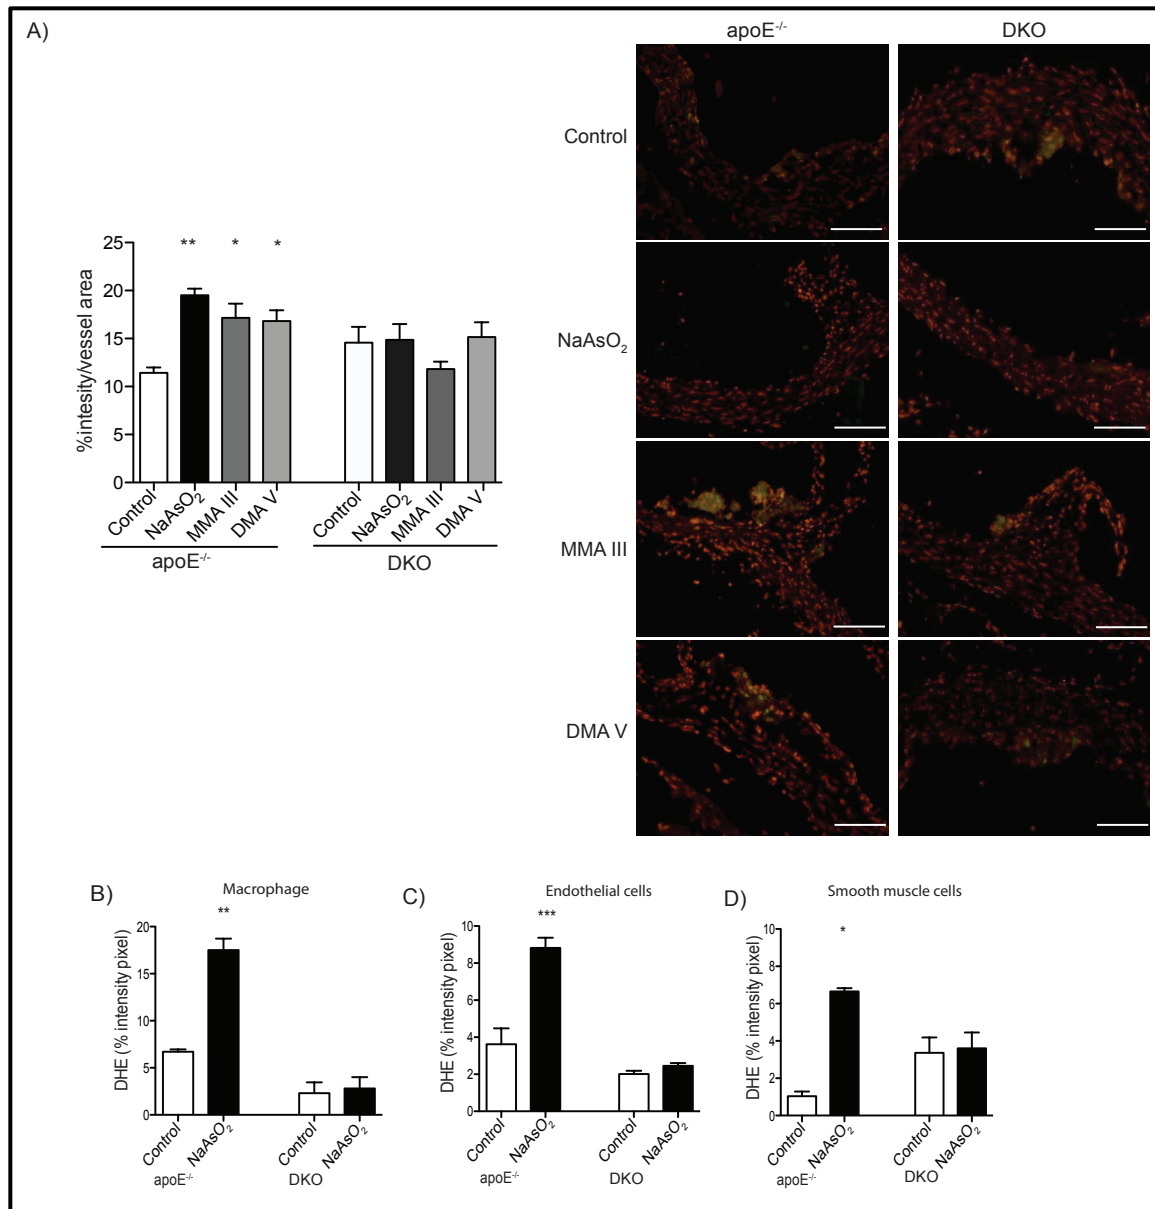 A)
apoE-/-
DKO
Control
NaAsO2
MMA III
DMA V
%intesity/vessel area
25
20
15
10
5
0
** * *
Control NaAsO2 MMA III DMA V Control NaAsO2 MMA III DMA V
apoE-/- DKO
B) Macrophage
DHE (% intensity pixel)
20
15
10
5
0
**
Control NaAsO2 Control NaAsO2
apoE-/- DKO
C) Endothelial cells
DHE (% intensity pixel)
10
8
6
4
2
0
***
Control NaAsO2 Control NaAsO2
apoE-/- DKO
D) Smooth muscle cells
DHE (% intensity pixel)
10
8
6
4
2
0
*
Control NaAsO2 Control NaAsO2
apoE-/- DKO